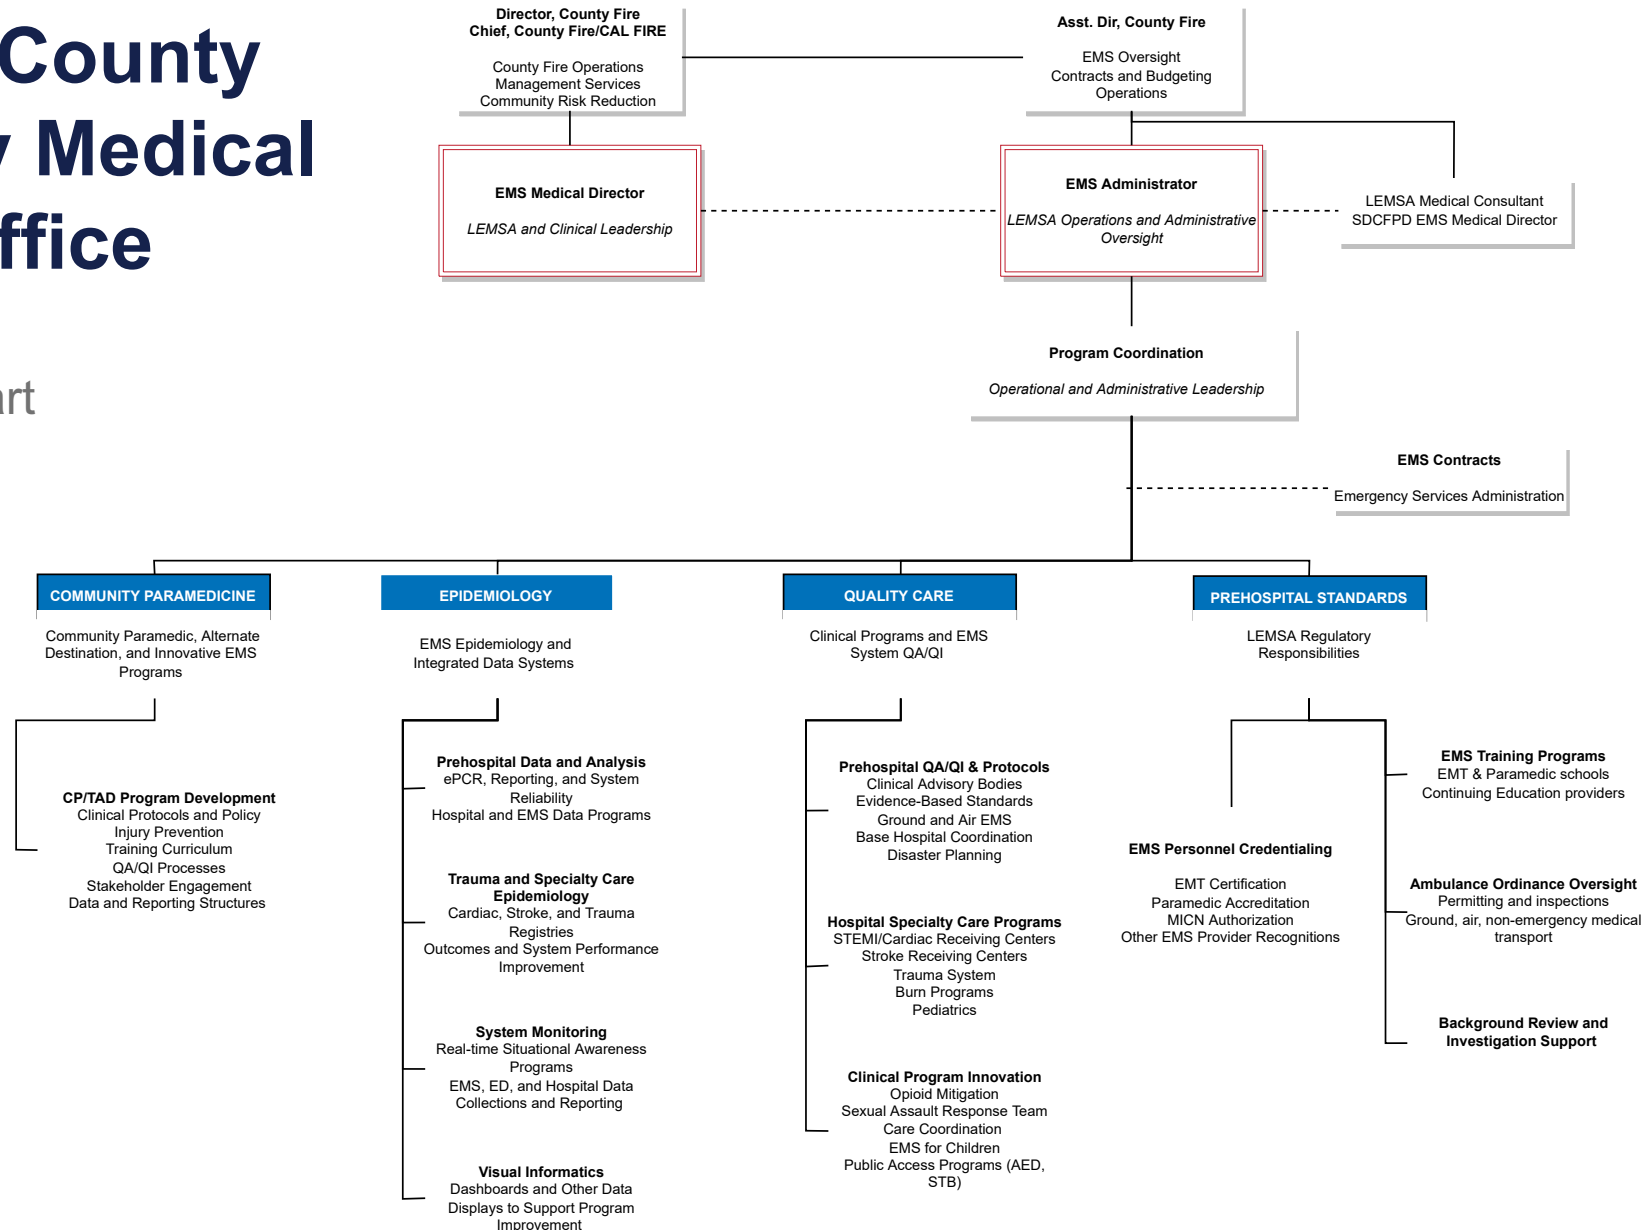 County
Medical
ffice
art
Director, County Fire
Chief, County Fire/CAL FIRE
County Fire Operations
Management Services
Community Risk Reduction
Asst. Dir, County Fire
EMS Oversight
Contracts and Budgeting
Operations
EMS Medical Director
LEMSA and Clinical Leadership
EMS Administrator
LEMSA Operations and Administrative
Oversight
LEMSA Medical Consultant
SDCFPD EMS Medical Director
Program Coordination
Operational and Administrative Leadership
EMS Contracts
Emergency Services Administration
COMMUNITY PARAMEDICINE
Community Paramedic, Alternate
Destination, and Innovative EMS
Programs
CP/TAD Program Development
Clinical Protocols and Policy
Injury Prevention
Training Curriculum
QA/QI Processes
Stakeholder Engagement
Data and Reporting Structures
EPIDEMIOLOGY
EMS Epidemiology and
Integrated Data Systems
Prehospital Data and Analysis
ePCR, Reporting, and System
Reliability
Hospital and EMS Data Programs
Trauma and Specialty Care
Epidemiology
Cardiac, Stroke, and Trauma
Registries
Outcomes and System Performance
Improvement
System Monitoring
Real-time Situational Awareness
Programs
EMS, ED, and Hospital Data
Collections and Reporting
Visual Informatics
Dashboards and Other Data
Displays to Support Program
Improvement
QUALITY CARE
Clinical Programs and EMS
System QA/QI
Prehospital QA/QI & Protocols
Clinical Advisory Bodies
Evidence-Based Standards
Ground and Air EMS
Base Hospital Coordination
Disaster Planning
Hospital Specialty Care Programs
STEMI/Cardiac Receiving Centers
Stroke Receiving Centers
Trauma System
Burn Programs
Pediatrics
Clinical Program Innovation
Opioid Mitigation
Sexual Assault Response Team
Care Coordination
EMS for Children
Public Access Programs (AED,
STB)
PREHOSPITAL STANDARDS
LEMSA Regulatory
Responsibilities
EMS Personnel Credentialing
EMT Certification
Paramedic Accreditation
MICN Authorization
Other EMS Provider Recognitions
EMS Training Programs
EMT & Paramedic schools
Continuing Education providers
Ambulance Ordinance Oversight
Permitting and inspections
Ground, air, non-emergency medical
transport
Background Review and
Investigation Support